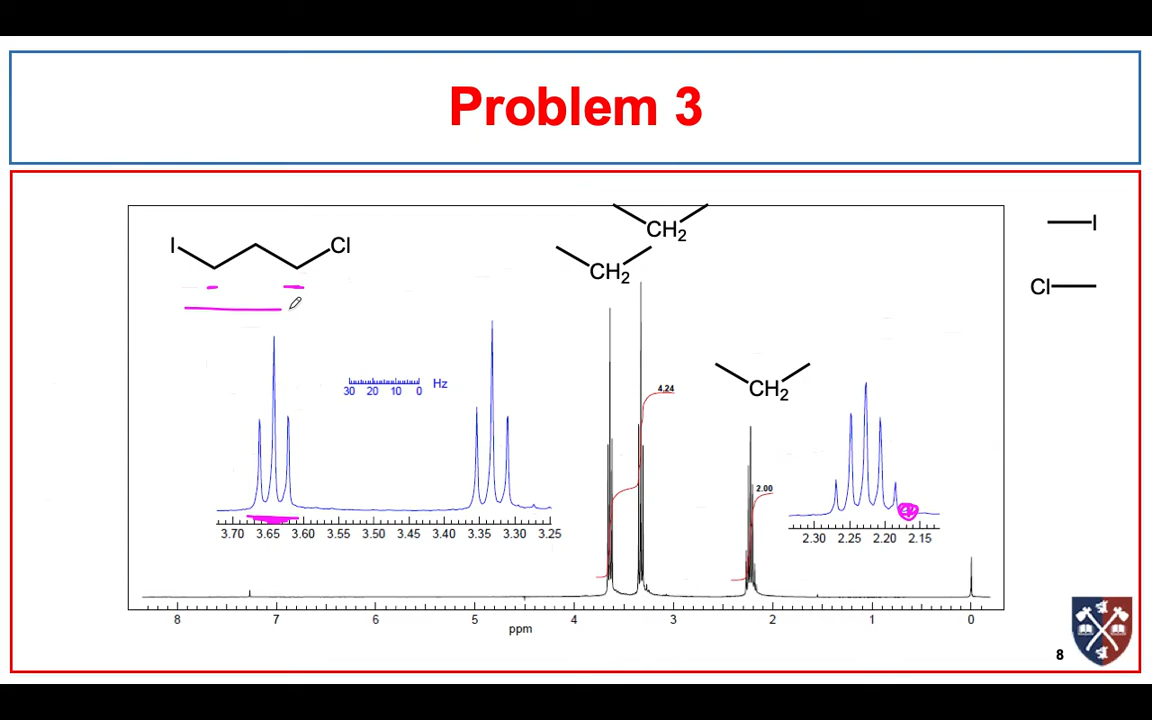 Problem 3
I
Cl
CH2
CH2
I
Cl
CH2
30 20 10 0 Hz
4.24
2.00
3.70 3.65 3.60 3.55 3.50 3.45 3.40 3.35 3.30 3.25
2.30 2.25 2.20 2.15
8 7 6 5 4 3 2 1 0
ppm
8